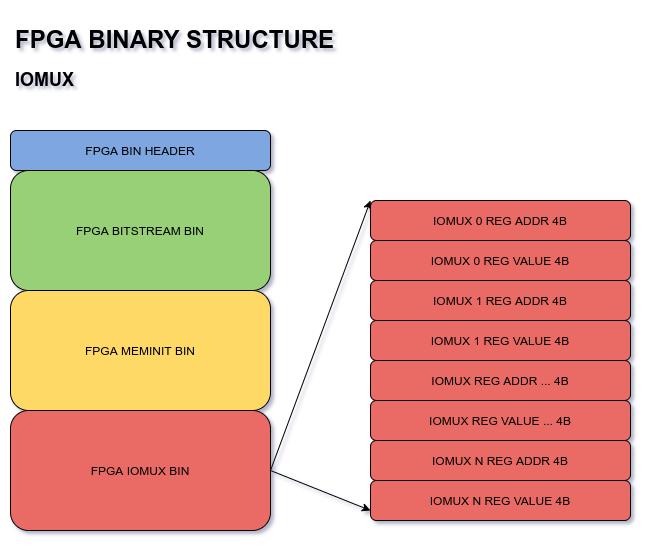 FPGA BINARY STRUCTURE
IOMUX
FPGA BIN HEADER
FPGA BITSTREAM BIN
FPGA MEMINIT BIN
FPGA IOMUX BIN
IOMUX 0 REG ADDR 4B
IOMUX 0 REG VALUE 4B
IOMUX 1 REG ADDR 4B
IOMUX 1 REG VALUE 4B
IOMUX REG ADDR ... 4B
IOMUX REG VALUE ... 4B
IOMUX N REG ADDR 4B
IOMUX N REG VALUE 4B